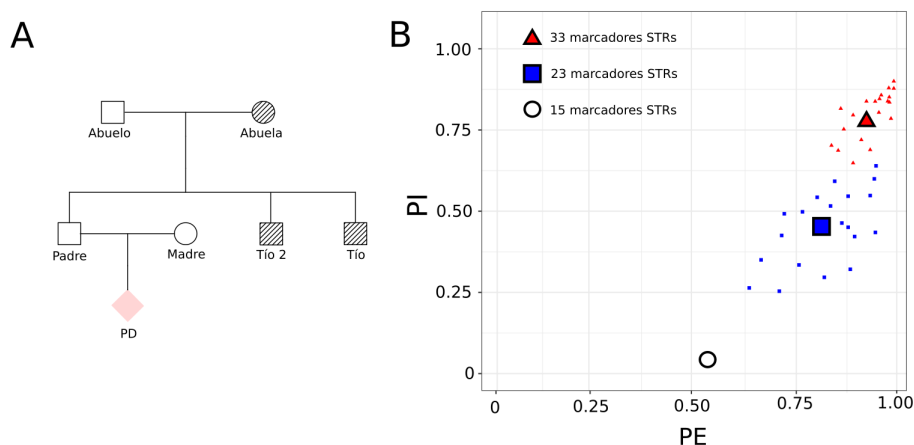 A
Abuelo
Abuela
Padre
Madre
Tío 2
Tío
PD
B
33 marcadores STRs
23 marcadores STRs
15 marcadores STRs
PI
1.00
0.75
0.50
0.25
0
0
0.25
0.50
0.75
1.00
PE